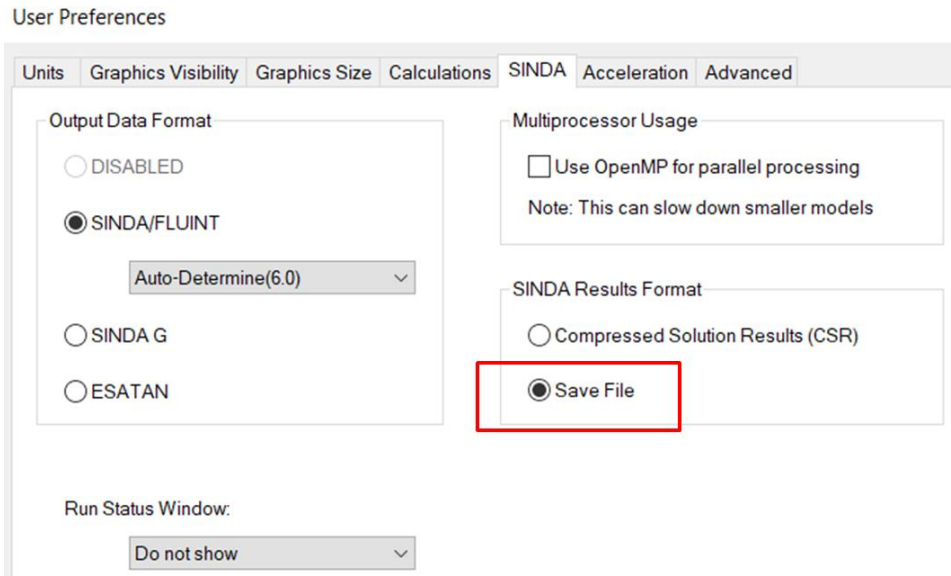 User Preferences
Units Graphics Visibility Graphics Size Calculations SINDA Acceleration Advanced
Output Data Format
DISABLED
SINDA/FLUINT
Auto-Determine(6.0)
SINDA G
ESATAN
Run Status Window:
Do not show
Multiprocessor Usage
Use OpenMP for parallel processing
Note: This can slow down smaller models
SINDA Results Format
Compressed Solution Results (CSR)
Save File